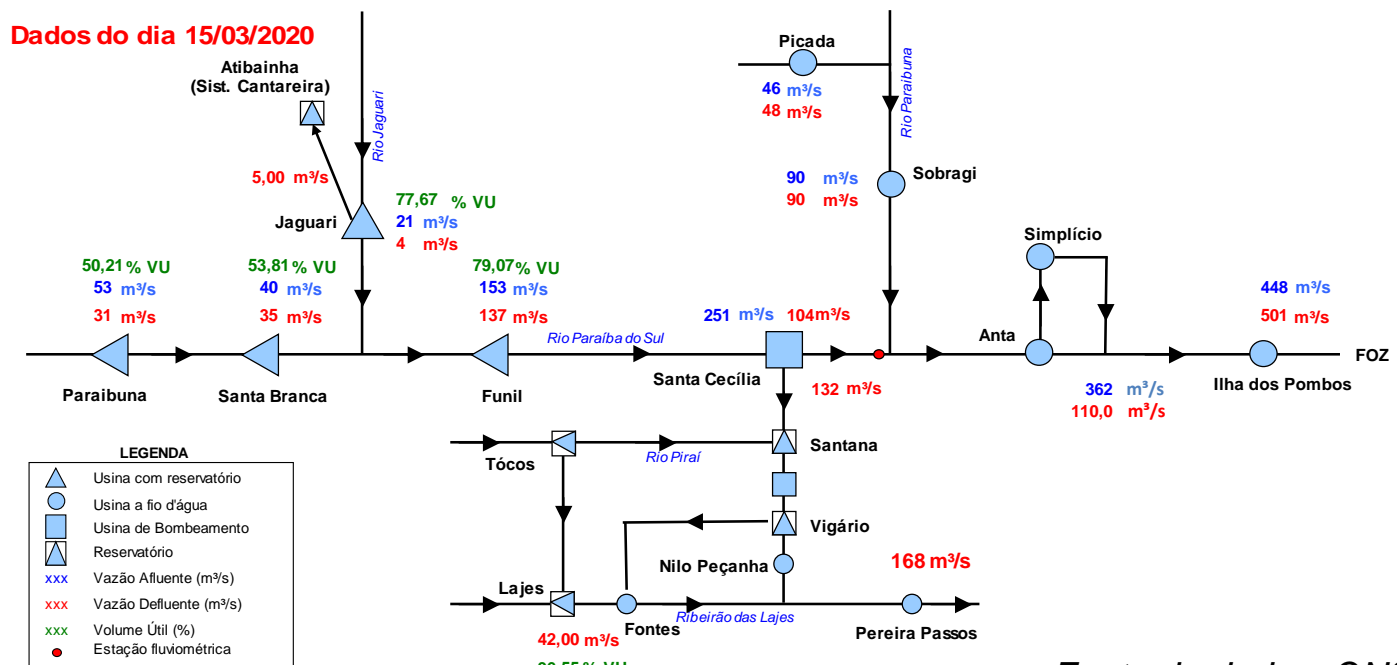 Dados do dia 15/03/2020
Atibainha
(Sist. Cantareira)
Rio Jaguari
5,00 m³/s
Jaguari
77,67 % VU
21 m³/s
4 m³/s
Picada
46 m³/s
48 m³/s
Rio Paraibuna
90 m³/s
90 m³/s
Sobragi
Simplício
50,21 % VU
53 m³/s
31 m³/s
Paraibuna
53,81 % VU
40 m³/s
35 m³/s
Santa Branca
79,07 % VU
153 m³/s
137 m³/s
Funil
Rio Paraíba do Sul
251 m³/s 104 m³/s
Santa Cecília
132 m³/s
Anta
362 m³/s
110,0 m³/s
448 m³/s
501 m³/s
Ilha dos Pombos
FOZ
Tócos
Rio Piraí
Santana
Vigário
Nilo Peçanha
168 m³/s
Lajes
Fontes
Ribeirão das Lajes
Pereira Passos
42,00 m³/s
LEGENDA
Usina com reservatório
Usina a fio d'água
Usina de Bombeamento
Reservatório
xxx Vazão Afluente (m³/s)
xxx Vazão Defluente (m³/s)
xxx Volume Útil (%)
Estação fluviométrica